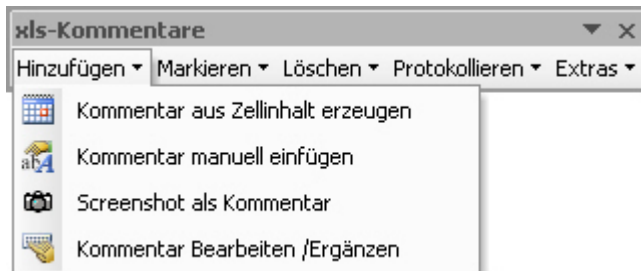 xls-Kommentare
Hinzufügen Markieren Löschen Protokollieren Extras
Kommentar aus Zellinhalt erzeugen
Kommentar manuell einfügen
Screenshot als Kommentar
Kommentar Bearbeiten /Ergänzen